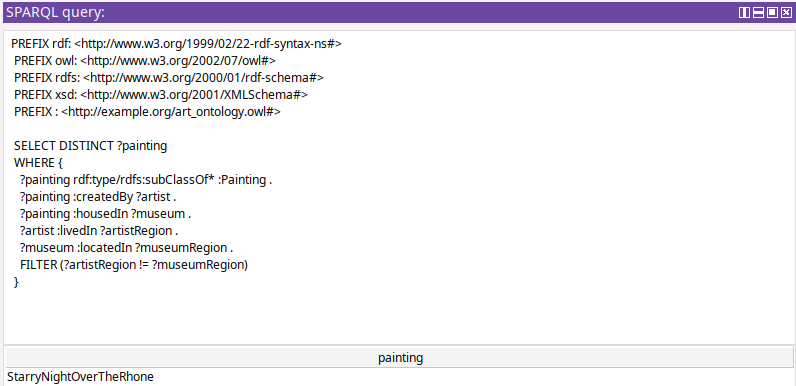 SPARQL query:
PREFIX rdf: <http://www.w3.org/1999/02/22-rdf-syntax-ns#>
PREFIX owl: <http://www.w3.org/2002/07/owl#>
PREFIX rdfs: <http://www.w3.org/2000/01/rdf-schema#>
PREFIX xsd: <http://www.w3.org/2001/XMLSchema#>
PREFIX : <http://example.org/art_ontology.owl#>

SELECT DISTINCT ?painting
WHERE {
?painting rdf:type/rdfs:subClassOf* :Painting .
?painting :createdBy ?artist .
?painting :housedIn ?museum .
?artist :livedIn ?artistRegion .
?museum :locatedIn ?museumRegion .
FILTER (?artistRegion != ?museumRegion)
}
painting
StarryNightOverTheRhone